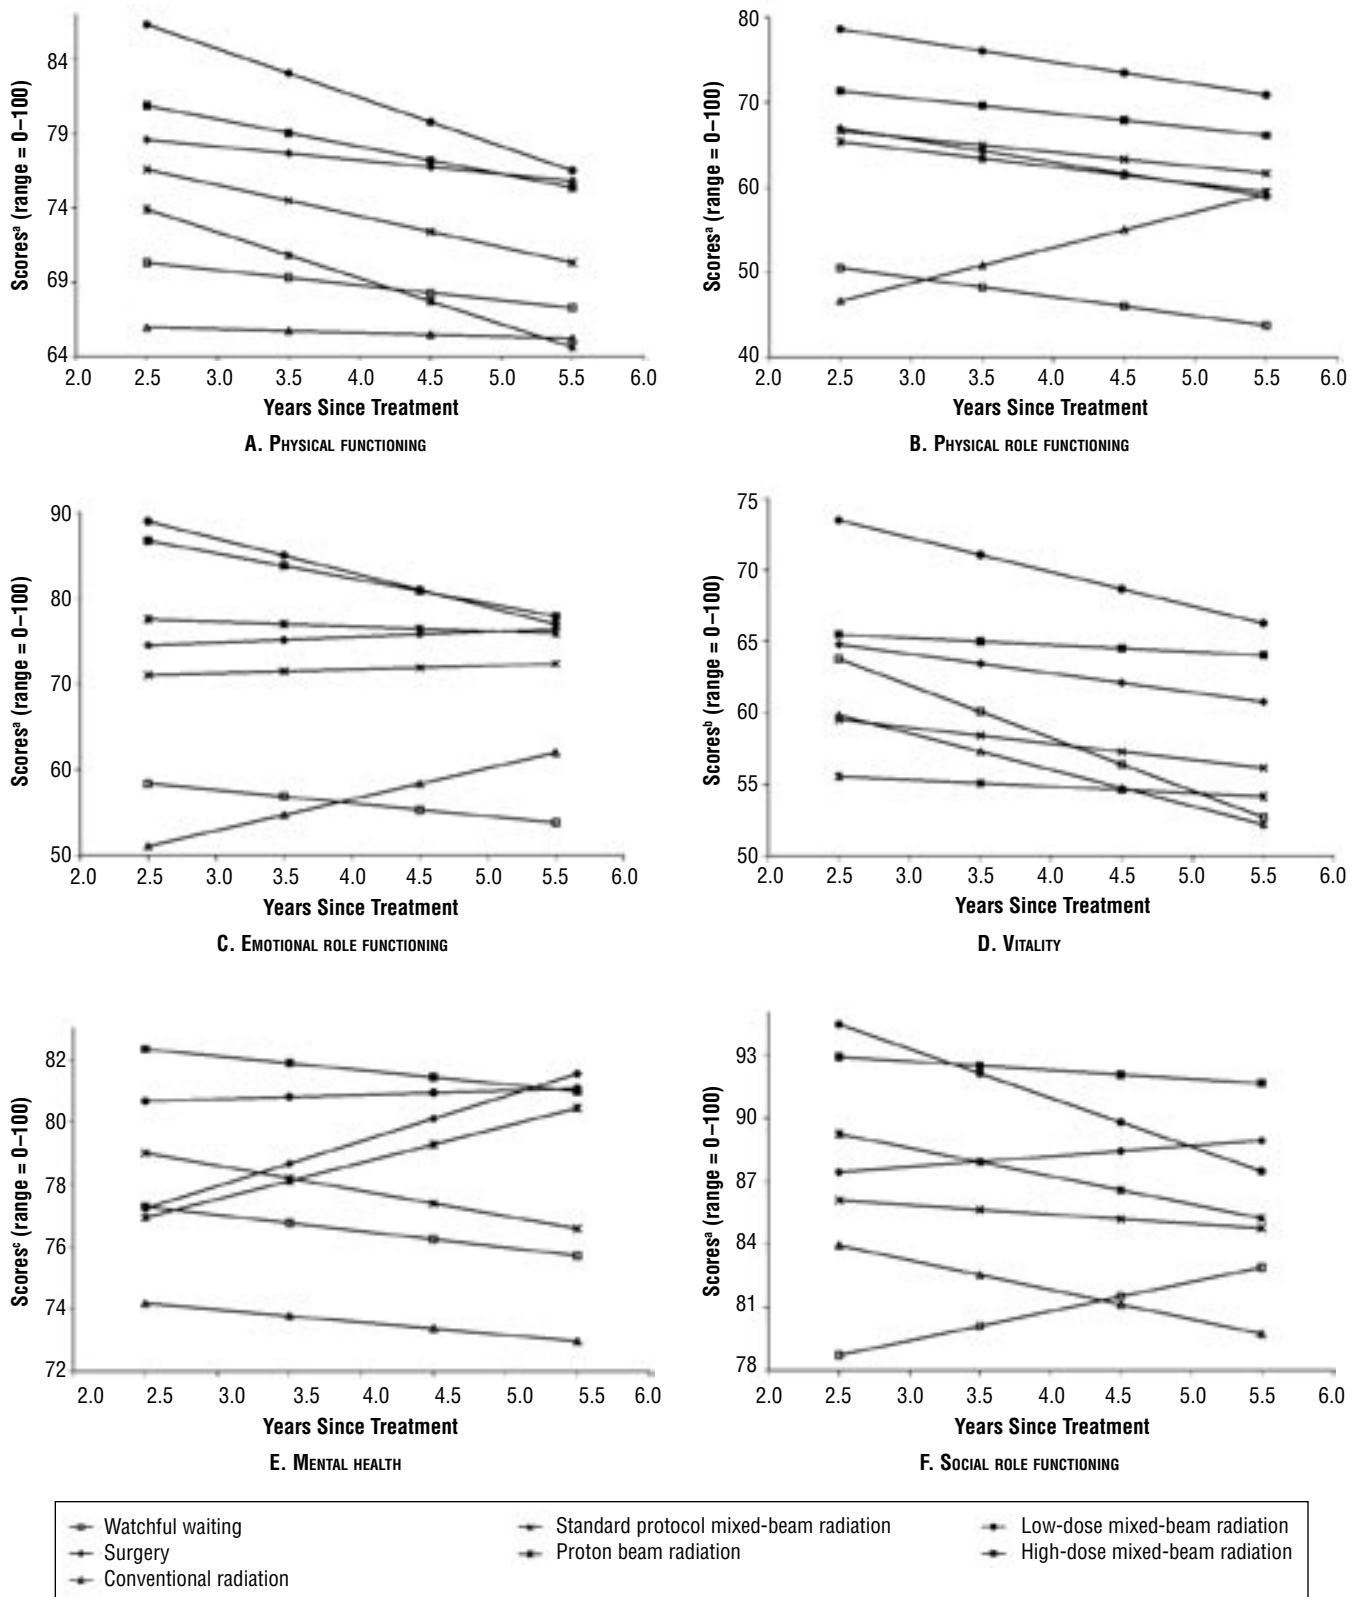 84
79
74
69
64
2.0 2.5 3.0 3.5 4.0 4.5 5.0 5.5 6.0
Scoresᵃ (range = 0–100)
Years Since Treatment
A. Physical functioning
80
70
60
50
40
2.0 2.5 3.0 3.5 4.0 4.5 5.0 5.5 6.0
Scoresᵃ (range = 0–100)
Years Since Treatment
B. Physical role functioning
90
80
70
60
50
2.0 2.5 3.0 3.5 4.0 4.5 5.0 5.5 6.0
Scoresᵃ (range = 0–100)
Years Since Treatment
C. Emotional role functioning
75
70
65
60
55
50
2.0 2.5 3.0 3.5 4.0 4.5 5.0 5.5 6.0
Scoresᵇ (range = 0–100)
Years Since Treatment
D. Vitality
82
80
78
76
74
72
2.0 2.5 3.0 3.5 4.0 4.5 5.0 5.5 6.0
Scoresᶜ (range = 0–100)
Years Since Treatment
E. Mental health
93
90
87
84
81
78
2.0 2.5 3.0 3.5 4.0 4.5 5.0 5.5 6.0
Scoresᵃ (range = 0–100)
Years Since Treatment
F. Social role functioning
Watchful waiting
Surgery
Conventional radiation
Standard protocol mixed-beam radiation
Proton beam radiation
Low-dose mixed-beam radiation
High-dose mixed-beam radiation